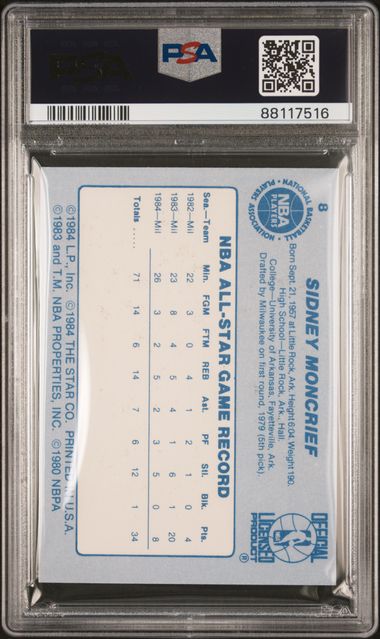 PSA
PSA
88117516
8
NATIONAL BASKETBALL
NBA
PLAYERS
PLAYERS ASSOCIATION
SIDNEY MONCRIEF
OFFICIAL
LICENSED
PRODUCT
®
Born Sept. 21, 1957 at Little Rock, Ark. Height 6'04. Weight 190.
High School—Little Rock, Ark., Hall.
College—University of Arkansas, Fayetteville, Ark.
Drafted by Milwaukee on first round, 1979 (5th pick).
NBA ALL-STAR GAME RECORD
Sea.—Team Min. FGM FTM REB Ast. PF Stl. Blk. Pts.
1982—Mil 22 3 0 4 1 2 1 0 4
1983—Mil 23 8 4 5 4 1 6 1 20
1984—Mil 26 3 2 5 2 3 5 0 8
Totals ..... 71 14 6 14 7 6 12 1 34
©1984 L.P., Inc. ©1984 THE STAR CO. PRINTED IN U.S.A.
©1983 and T.M. NBA PROPERTIES, INC. ©1980 NBPA